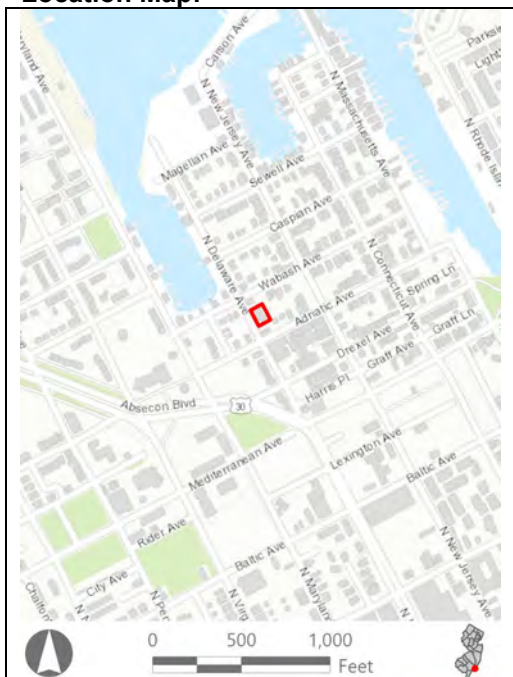 Location Map:
Maryland Ave
Carson Ave
N New Jersey Ave
N Massachusetts Ave
Magellan Ave
Sewell Ave
Caspian Ave
N Delaware Ave
Wabash Ave
N Connecticut Ave
Spring Ln
Adriatic Ave
Drexel Ave
Graff Ave
Graff Ln
Harris Pl
Absecon Blvd
30
Mediterranean Ave
Lexington Ave
Baltic Ave
Rider Ave
Baltic Ave
City Ave
N New Jersey Ave
0 500 1,000
Feet